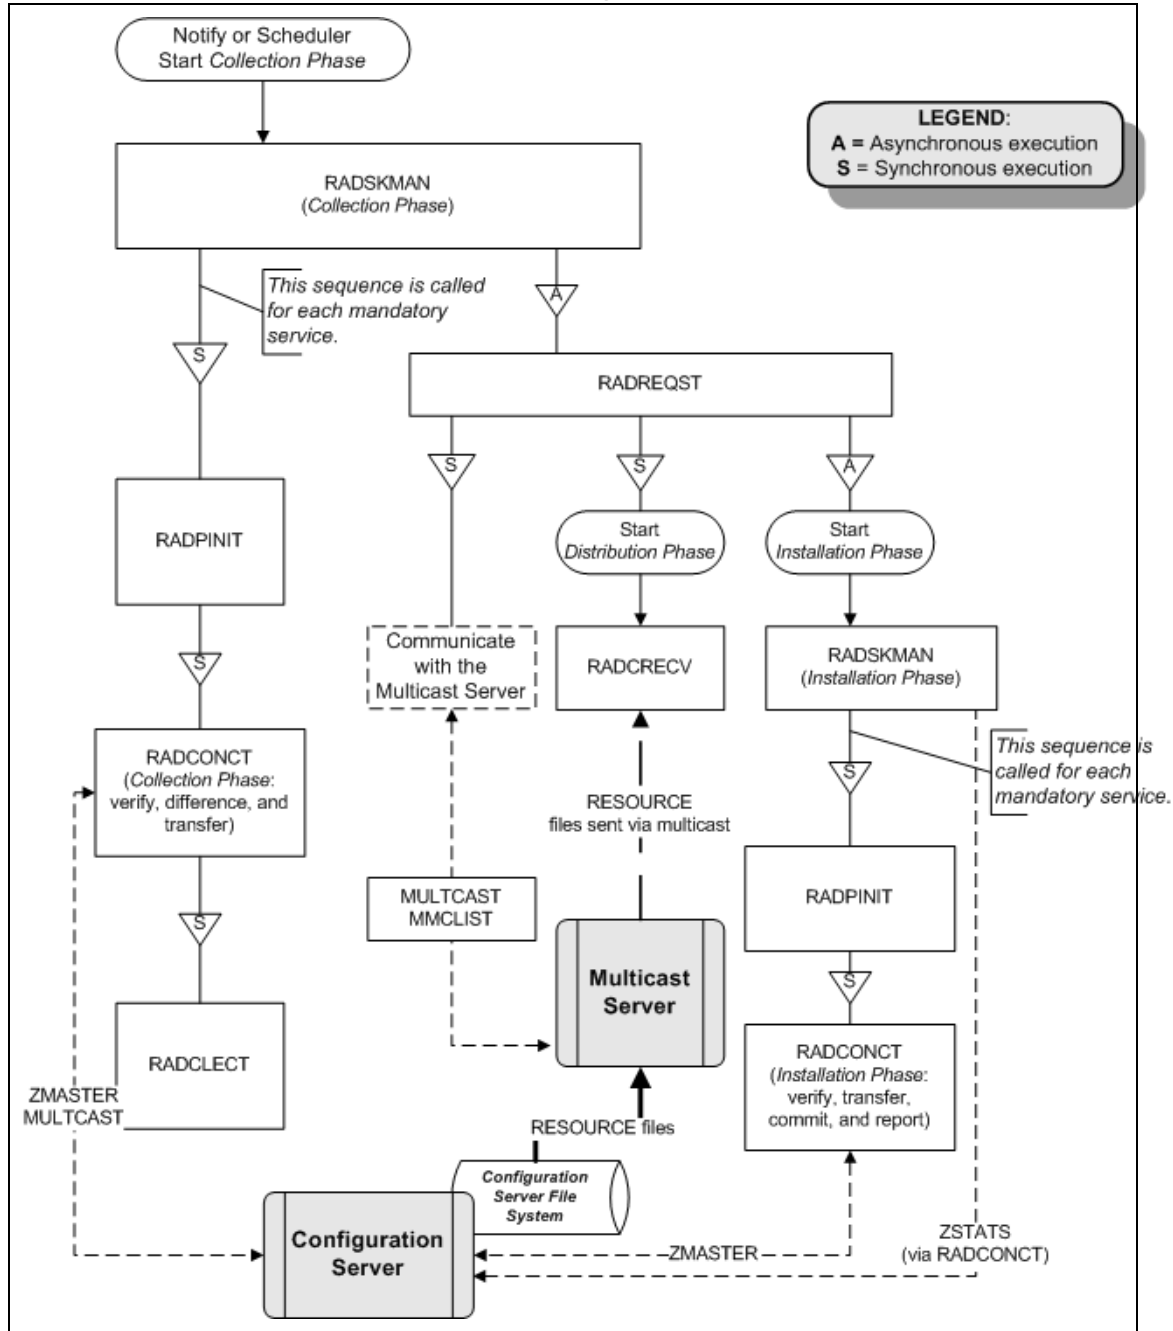 Notify or Scheduler
Start Collection Phase
LEGEND:
A = Asynchronous execution
S = Synchronous execution
RADSKMAN
(Collection Phase)
This sequence is called
for each mandatory
service.
A
S
RADREQST
S
S
A
RADPINIT
Start
Distribution Phase
Start
Installation Phase
S
Communicate
with the
Multicast Server
RADCRECV
RADSKMAN
(Installation Phase)
RADCONCT
(Collection Phase:
verify, difference, and
transfer)
This sequence is
called for each
mandatory service.
S
RESOURCE
files sent via multicast
MULTCAST
MMCLIST
RADPINIT
S
Multicast
Server
S
RADCLECT
RADCONCT
(Installation Phase:
verify, transfer,
commit, and report)
ZMASTER
MULTCAST
RESOURCE files
Configuration
Server File
System
Configuration
Server
ZMASTER
ZSTATS
(via RADCONCT)